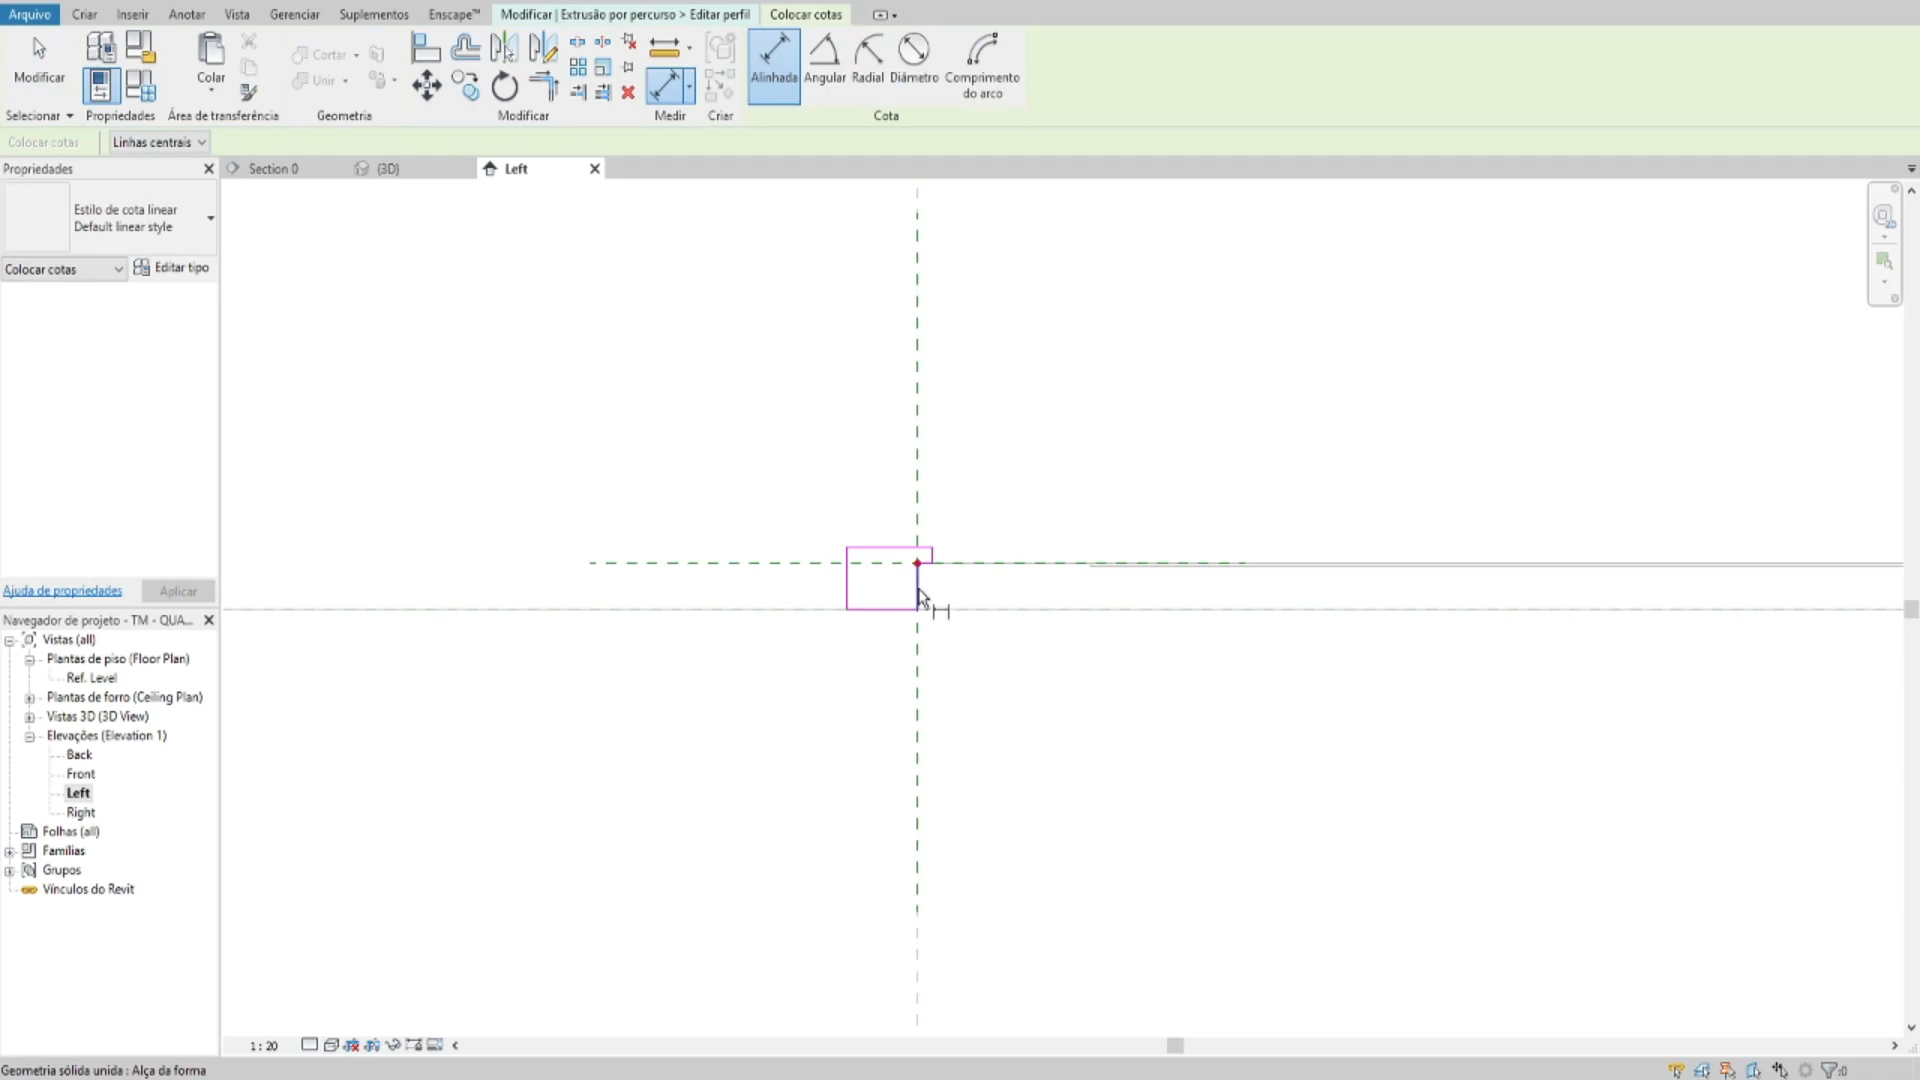 Arquivo Criar Inserir Anotar Vista Gerenciar Suplementos Enscape™ Modificar | Extrusão por percurso > Editar perfil Colocar cotas
Modificar Colar Cortar Unir Alinhada Angular Radial Diâmetro Comprimento do arco
Selecionar Propriedades Área de transferência Geometria Modificar Medir Criar Cota
Colocar cotas Linhas centrais
Propriedades Section 0 {3D} Left
Estilo de cota linear
Default linear style
Colocar cotas Editar tipo
Ajuda de propriedades Aplicar
Navegador de projeto - TM - QUA...
Vistas (all)
Plantas de piso (Floor Plan)
Ref. Level
Plantas de forro (Ceiling Plan)
Vistas 3D (3D View)
Elevações (Elevation 1)
Back
Front
Left
Right
Folhas (all)
Famílias
Grupos
Vínculos do Revit
1 : 20
Geometria sólida unida : Alça da forma
:0